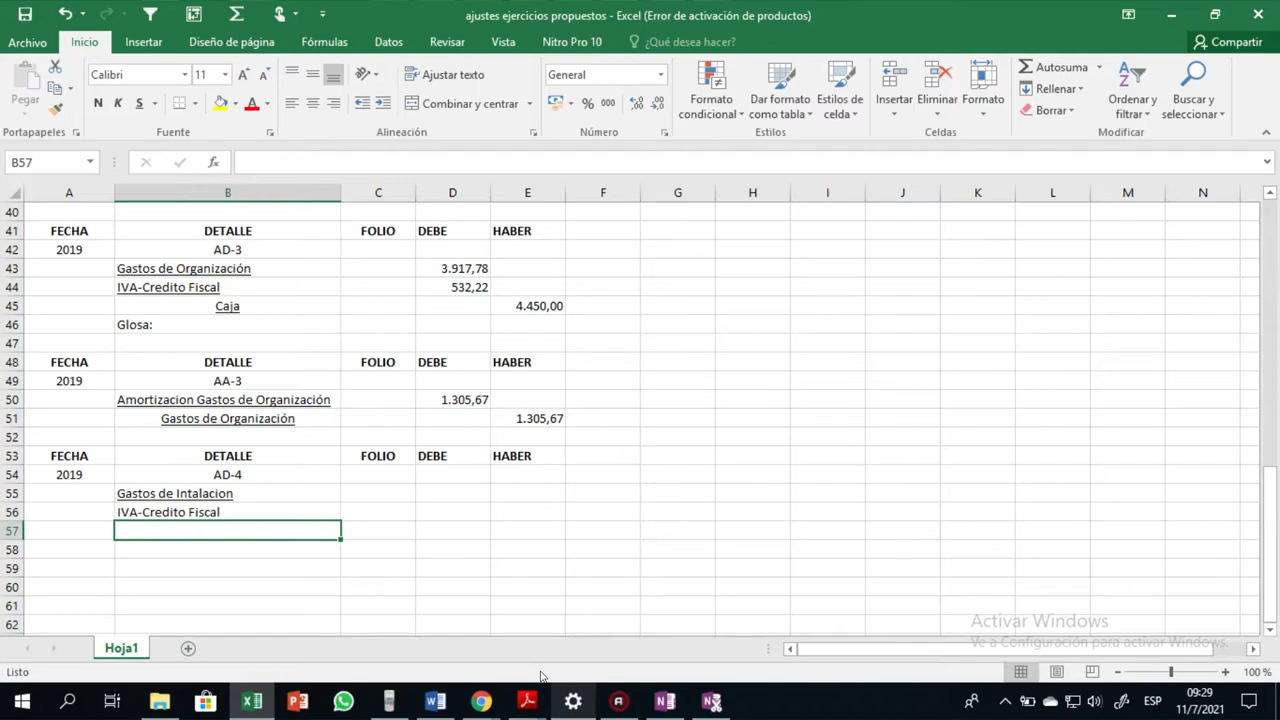 ajustes ejercicios propuestos - Excel (Error de activación de productos)
Archivo Inicio Insertar Diseño de página Fórmulas Datos Revisar Vista Nitro Pro 10 ¿Qué desea hacer? Compartir
Pegar
Portapapeles
Calibri 11
N K S
Fuente
Ajustar texto
Combinar y centrar
Alineación
General
% 000
Número
Formato condicional
Dar formato como tabla
Estilos de celda
Estilos
Insertar Eliminar Formato
Celdas
Autosuma
Rellenar
Borrar
Ordenar y filtrar
Buscar y seleccionar
Modificar
B57 fx
A B C D E F G H I J K L M N
40
41 FECHA DETALLE FOLIO DEBE HABER
42 2019 AD-3
43 Gastos de Organización 3.917,78
44 IVA-Credito Fiscal 532,22
45 Caja 4.450,00
46 Glosa:
47
48 FECHA DETALLE FOLIO DEBE HABER
49 2019 AA-3
50 Amortizacion Gastos de Organización 1.305,67
51 Gastos de Organización 1.305,67
52
53 FECHA DETALLE FOLIO DEBE HABER
54 2019 AD-4
55 Gastos de Intalacion
56 IVA-Credito Fiscal
57
58
59
60
61
62
Activar Windows
Ve a Configuración para activar Windows.
Hoja1
Listo 100 %
ESP 09:29
11/7/2021